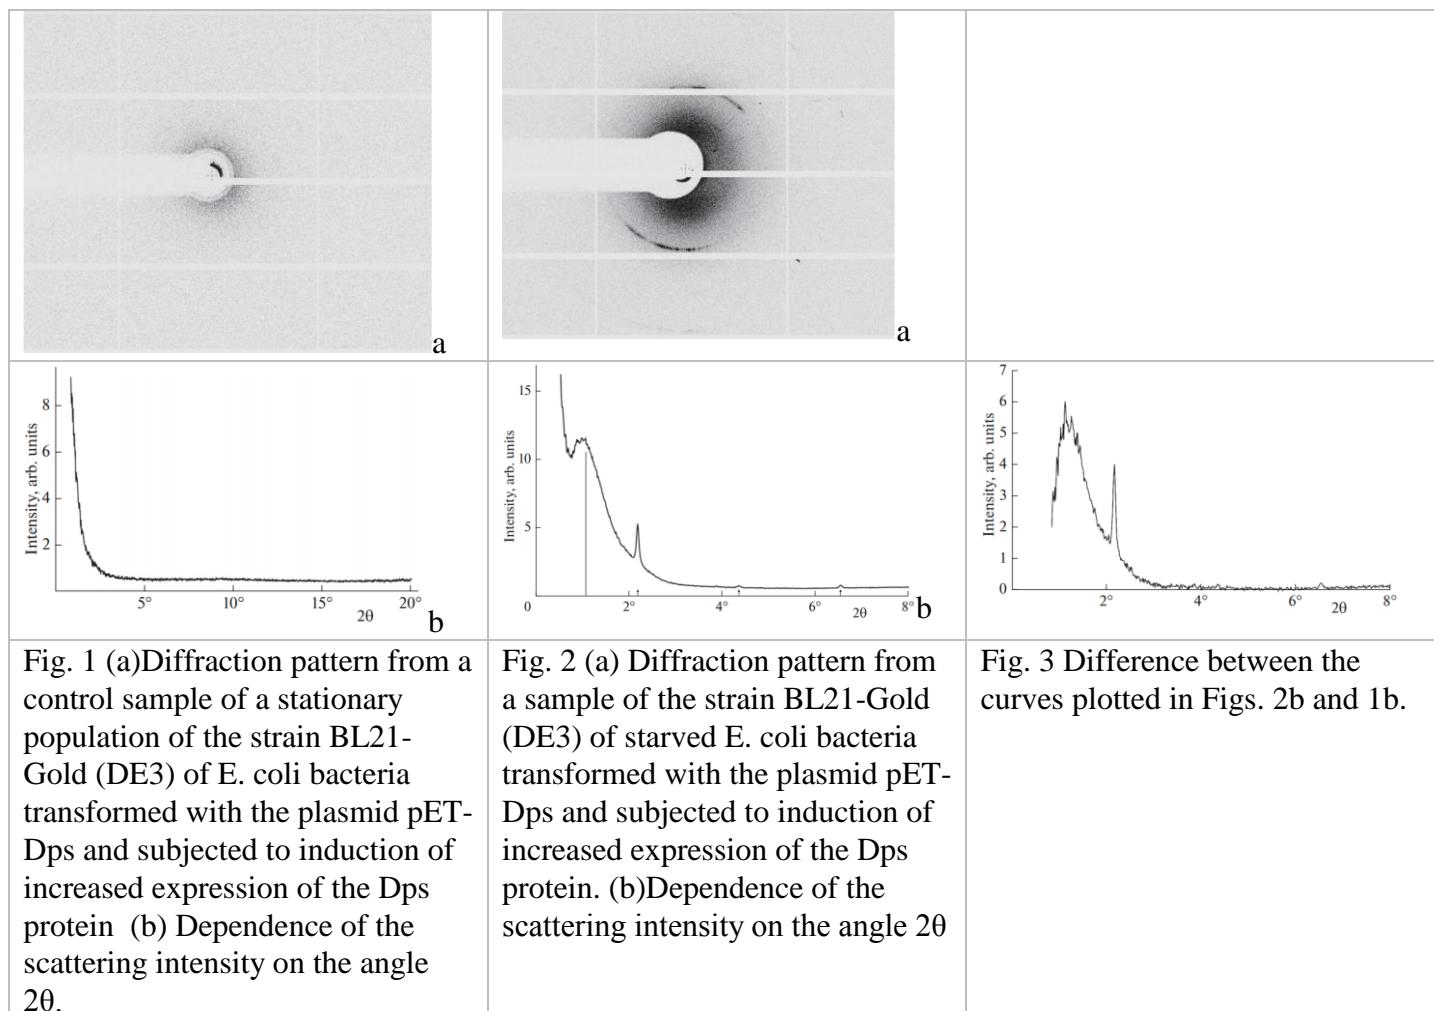 a
a
Intensity, arb. units
8
6
4
2
5°
10°
15°
20°
2θ
b
Intensity, arb. units
15
10
5
0
2°
4°
6°
2θ
8°
b
Intensity, arb. units
7
6
5
4
3
2
1
0
2°
4°
6°
2θ
8°
Fig. 1 (a)Diffraction pattern from a
control sample of a stationary
population of the strain BL21-
Gold (DE3) of E. coli bacteria
transformed with the plasmid pET-
Dps and subjected to induction of
increased expression of the Dps
protein (b) Dependence of the
scattering intensity on the angle
2θ.
Fig. 2 (a) Diffraction pattern from
a sample of the strain BL21-Gold
(DE3) of starved E. coli bacteria
transformed with the plasmid pET-
Dps and subjected to induction of
increased expression of the Dps
protein. (b)Dependence of the
scattering intensity on the angle 2θ
Fig. 3 Difference between the
curves plotted in Figs. 2b and 1b.